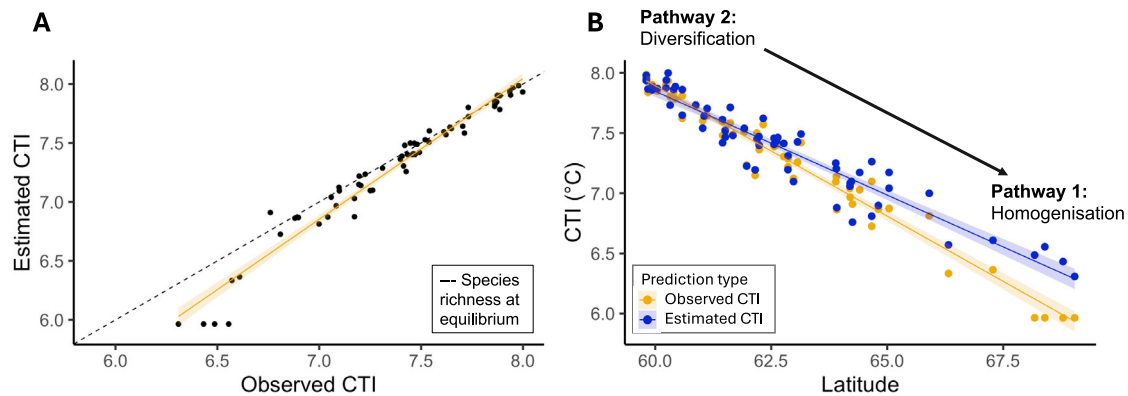 A
Estimated CTI
8.0
7.5
7.0
6.5
6.0
6.0
6.5
7.0
7.5
8.0
Observed CTI
Species
richness at
equilibrium
B
Pathway 2:
Diversification
CTI (°C)
8.0
7.5
7.0
6.5
6.0
60.0
62.5
65.0
67.5
Latitude
Pathway 1:
Homogenisation
Prediction type
Observed CTI
Estimated CTI